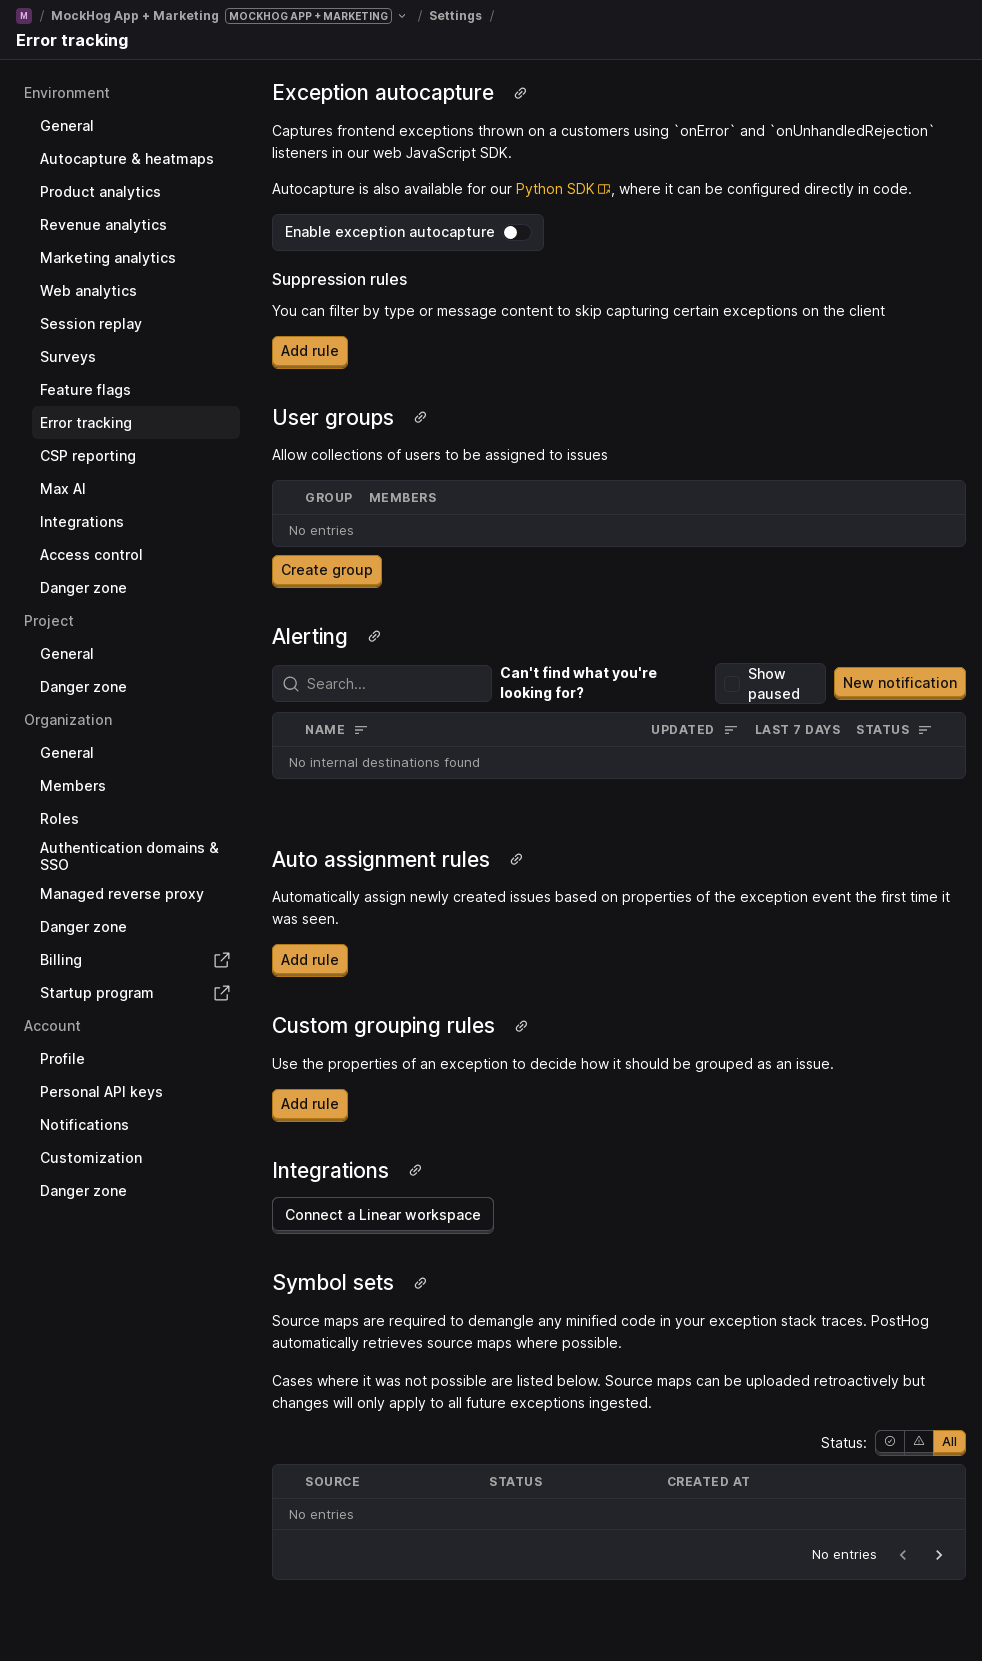 M / MockHog App + Marketing MOCKHOG APP + MARKETING / Settings /
Error tracking
Environment
General
Autocapture & heatmaps
Product analytics
Revenue analytics
Marketing analytics
Web analytics
Session replay
Surveys
Feature flags
Error tracking
CSP reporting
Max AI
Integrations
Access control
Danger zone
Project
General
Danger zone
Organization
General
Members
Roles
Authentication domains &
SSO
Managed reverse proxy
Danger zone
Billing
Startup program
Account
Profile
Personal API keys
Notifications
Customization
Danger zone
Exception autocapture
Captures frontend exceptions thrown on a customers using `onError` and `onUnhandledRejection`
listeners in our web JavaScript SDK.
Autocapture is also available for our Python SDK, where it can be configured directly in code.
Enable exception autocapture
Suppression rules
You can filter by type or message content to skip capturing certain exceptions on the client
Add rule
User groups
Allow collections of users to be assigned to issues
GROUP MEMBERS
No entries
Create group
Alerting
Search...
Can't find what you're
looking for?
Show
paused
New notification
NAME UPDATED LAST 7 DAYS STATUS
No internal destinations found
Auto assignment rules
Automatically assign newly created issues based on properties of the exception event the first time it
was seen.
Add rule
Custom grouping rules
Use the properties of an exception to decide how it should be grouped as an issue.
Add rule
Integrations
Connect a Linear workspace
Symbol sets
Source maps are required to demangle any minified code in your exception stack traces. PostHog
automatically retrieves source maps where possible.
Cases where it was not possible are listed below. Source maps can be uploaded retroactively but
changes will only apply to all future exceptions ingested.
Status: All
SOURCE STATUS CREATED AT
No entries
No entries